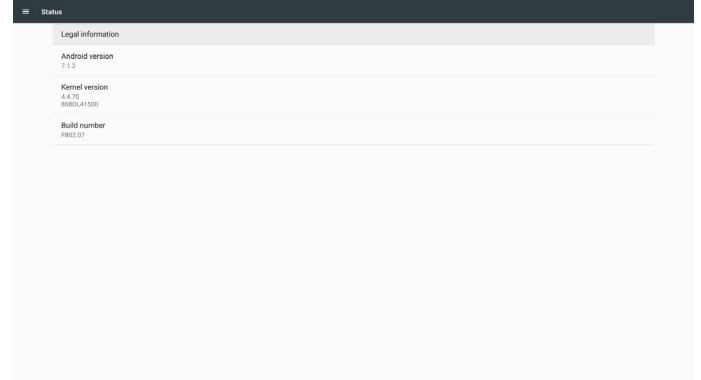 Status
Legal information
Android version
7.1.2
Kernel version
4.4.70
86BDL4150D
Build number
FB02.07